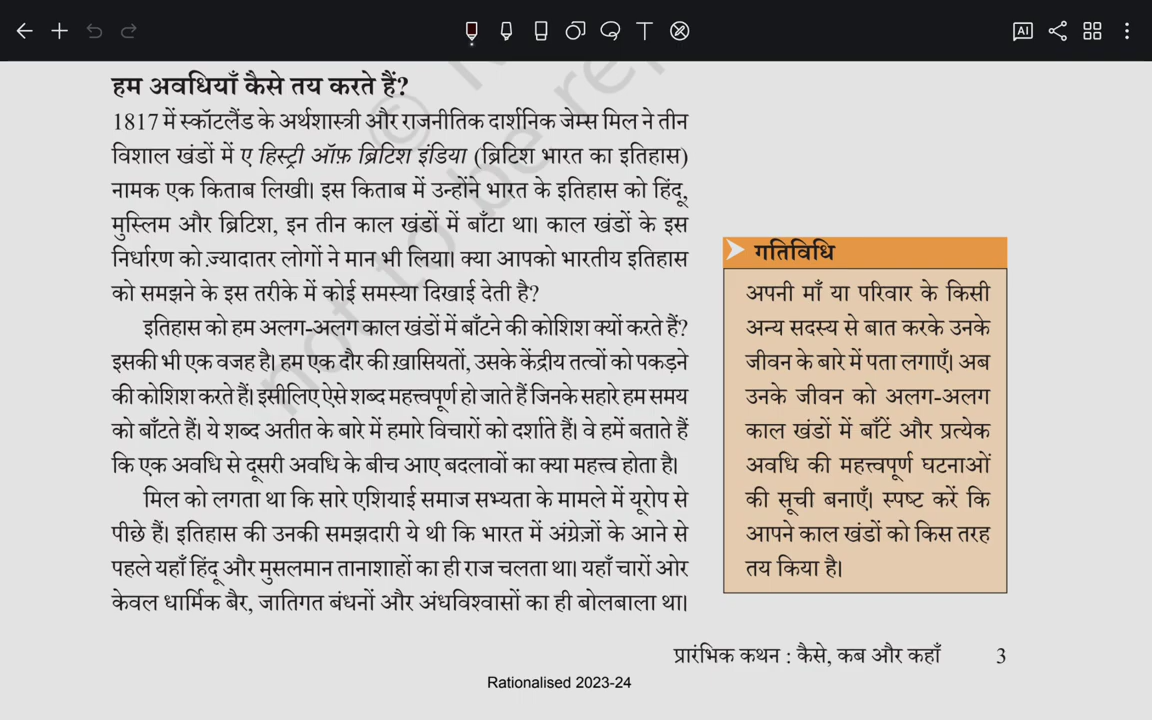 हम अवधियाँ कैसे तय करते हैं?
1817 में स्कॉटलैंड के अर्थशास्त्री और राजनीतिक दार्शनिक जेम्स मिल ने तीन
विशाल खंडों में ए हिस्ट्री ऑफ़ ब्रिटिश इंडिया (ब्रिटिश भारत का इतिहास)
नामक एक किताब लिखी। इस किताब में उन्होंने भारत के इतिहास को हिंदू,
मुस्लिम और ब्रिटिश, इन तीन काल खंडों में बाँटा था। काल खंडों के इस
निर्धारण को ज़्यादातर लोगों ने मान भी लिया। क्या आपको भारतीय इतिहास
को समझने के इस तरीके में कोई समस्या दिखाई देती है?
इतिहास को हम अलग-अलग काल खंडों में बाँटने की कोशिश क्यों करते हैं?
इसकी भी एक वजह है। हम एक दौर की ख़ासियतों, उसके केंद्रीय तत्वों को पकड़ने
की कोशिश करते हैं। इसीलिए ऐसे शब्द महत्त्वपूर्ण हो जाते हैं जिनके सहारे हम समय
को बाँटते हैं। ये शब्द अतीत के बारे में हमारे विचारों को दर्शाते हैं। वे हमें बताते हैं
कि एक अवधि से दूसरी अवधि के बीच आए बदलावों का क्या महत्त्व होता है।
मिल को लगता था कि सारे एशियाई समाज सभ्यता के मामले में यूरोप से
पीछे हैं। इतिहास की उनकी समझदारी ये थी कि भारत में अंग्रेज़ों के आने से
पहले यहाँ हिंदू और मुसलमान तानाशाहों का ही राज चलता था। यहाँ चारों ओर
केवल धार्मिक बैर, जातिगत बंधनों और अंधविश्वासों का ही बोलबाला था।
गतिविधि
अपनी माँ या परिवार के किसी
अन्य सदस्य से बात करके उनके
जीवन के बारे में पता लगाएँ। अब
उनके जीवन को अलग-अलग
काल खंडों में बाँटें और प्रत्येक
अवधि की महत्त्वपूर्ण घटनाओं
की सूची बनाएँ। स्पष्ट करें कि
आपने काल खंडों को किस तरह
तय किया है।
प्रारंभिक कथन : कैसे, कब और कहाँ 3
Rationalised 2023-24
not to be re
AI
T